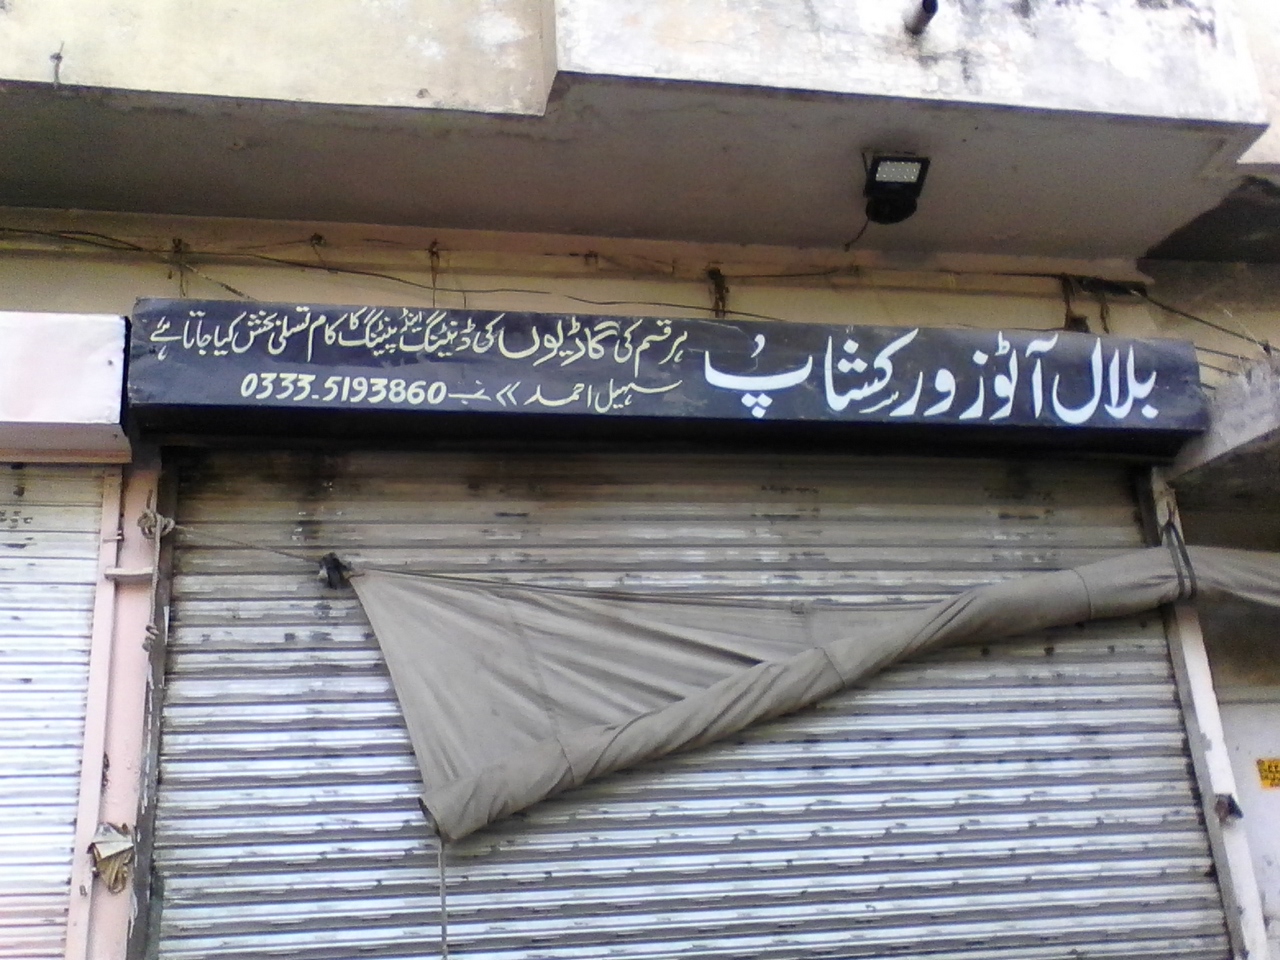 بلال آٹوز ورکشاپ
ہر قسم کی گاڑیوں کی ڈینٹنگ اینڈ پینٹنگ کا کام تسلی بخش کیا جاتا ہے
سہیل احمد 0333-5193860